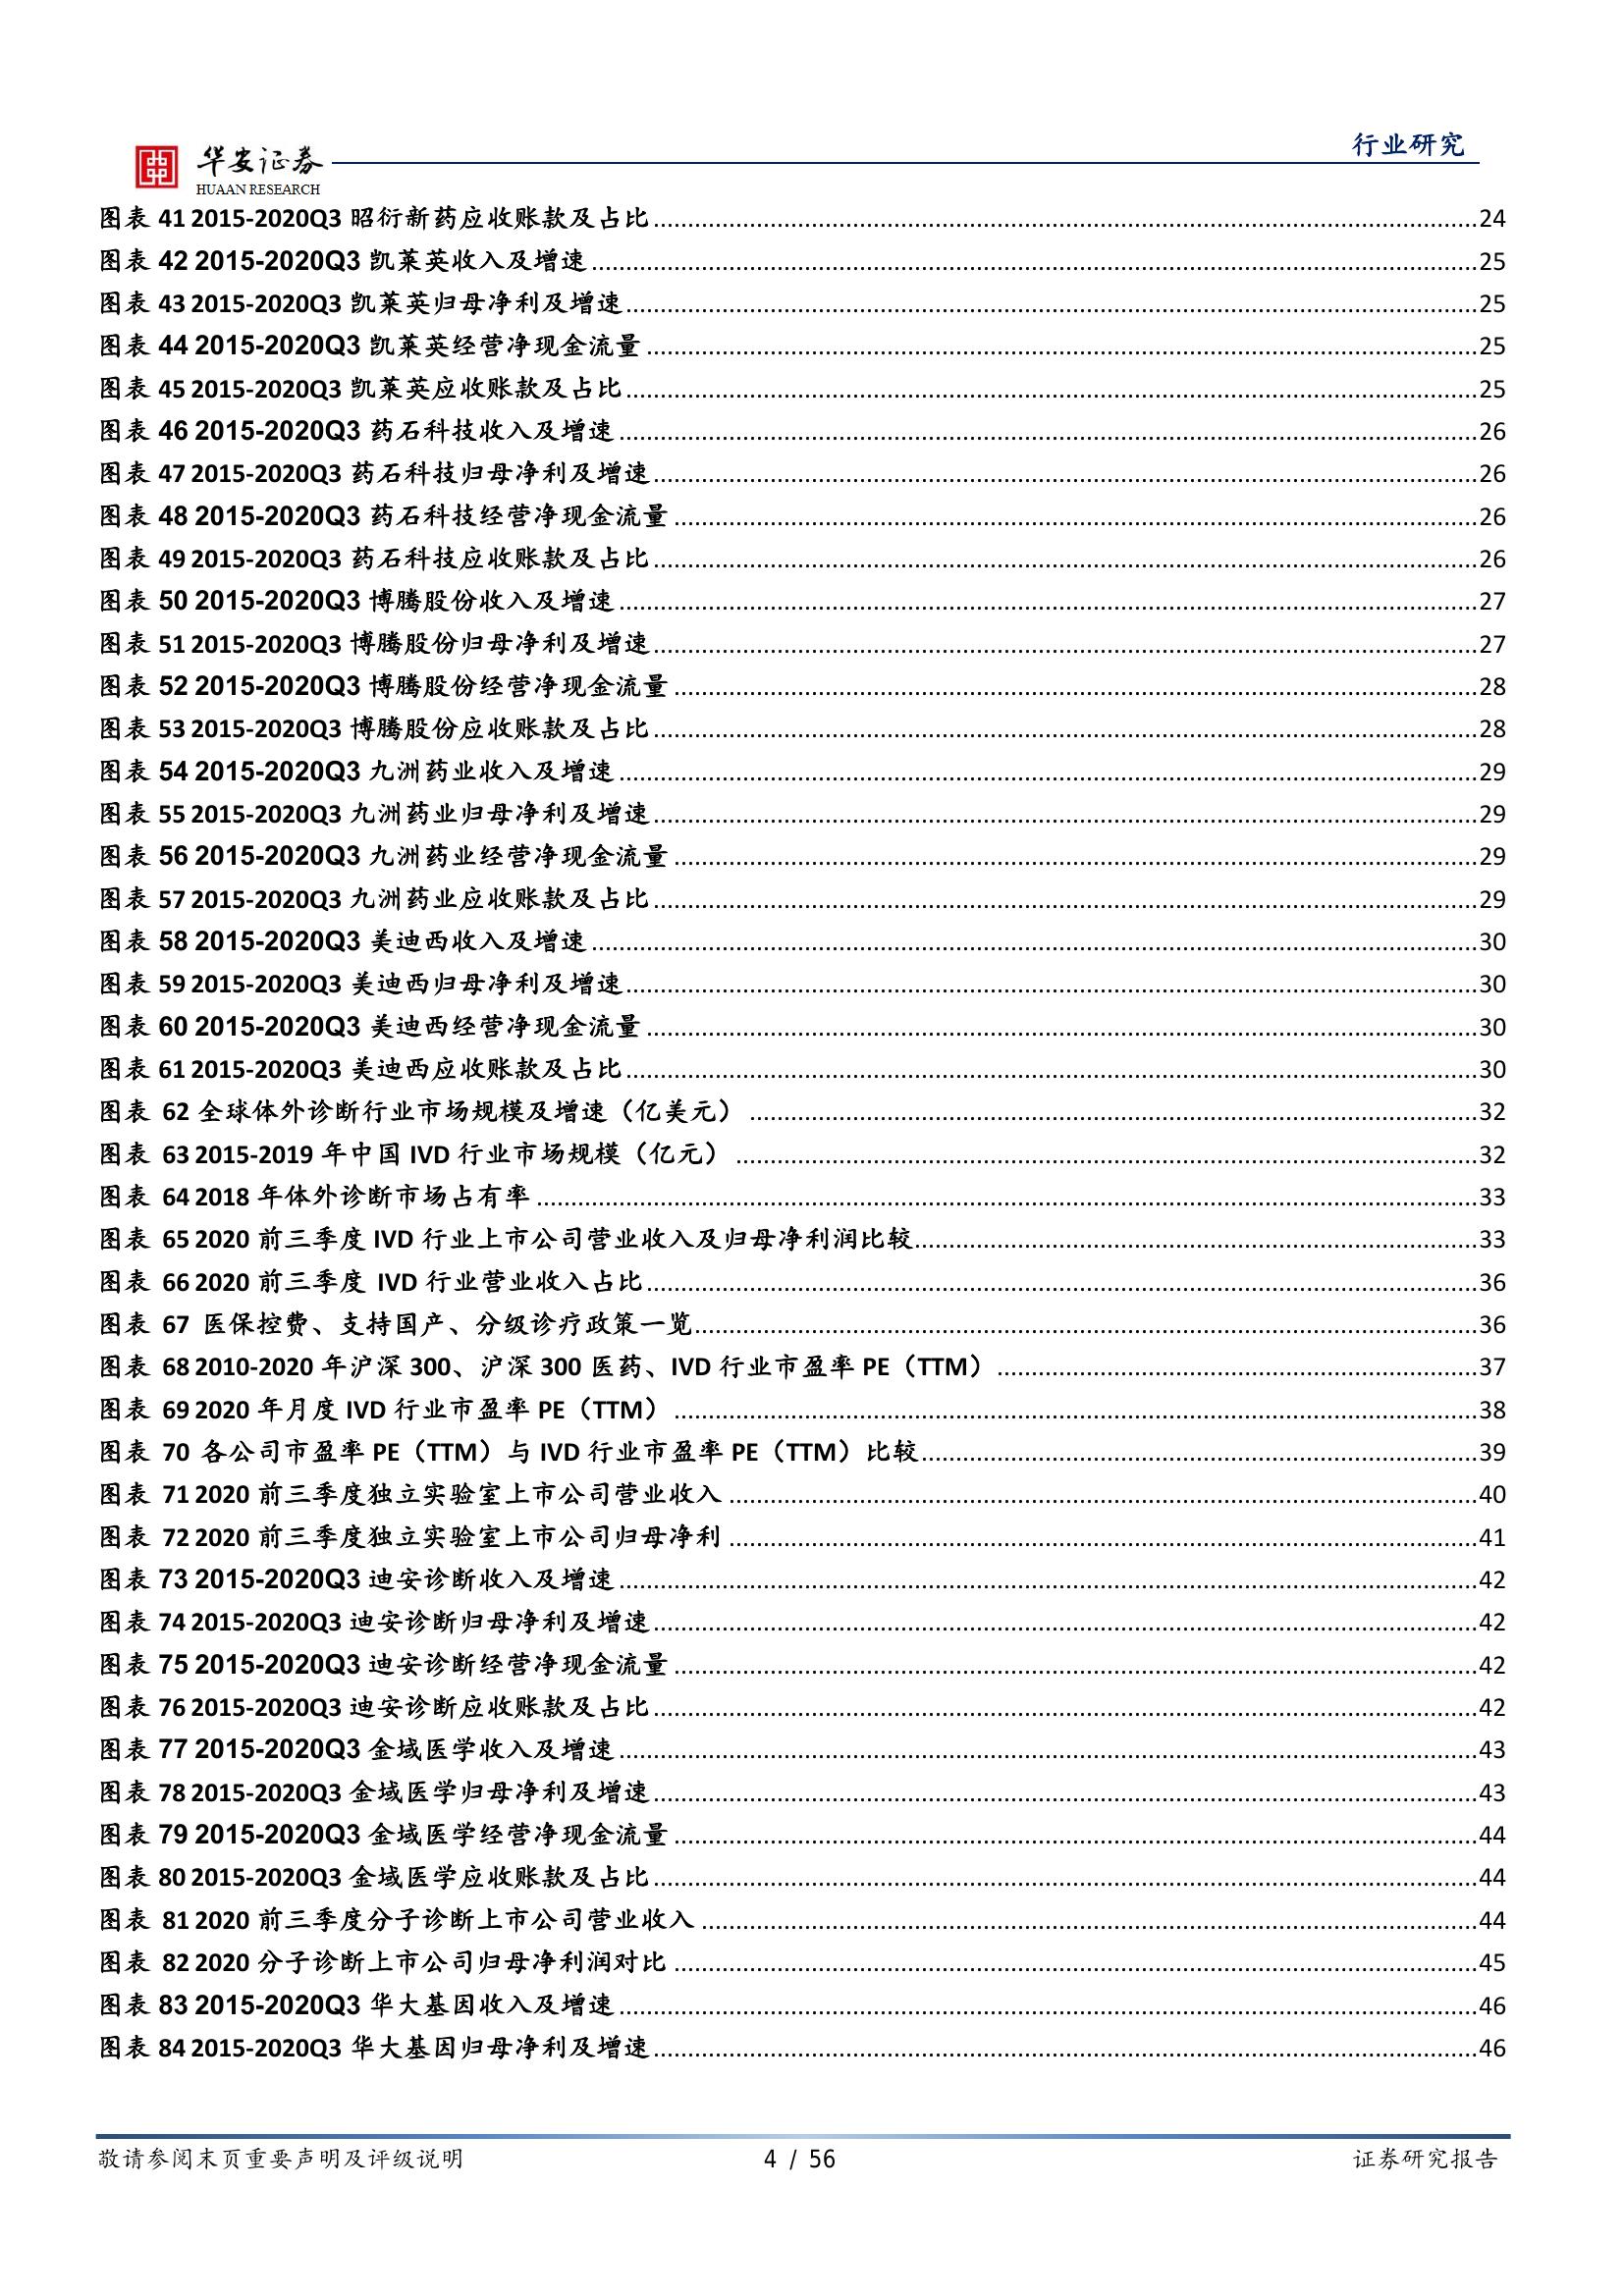 行业研究
华安证券
HUAAN RESEARCH
图表 41 2015-2020Q3 昭衍新药应收账款及占比........24
图表 42 2015-2020Q3 凯莱英收入及增速........25
图表 43 2015-2020Q3 凯莱英归母净利及增速........25
图表 44 2015-2020Q3 凯莱英经营净现金流量........25
图表 45 2015-2020Q3 凯莱英应收账款及占比........25
图表 46 2015-2020Q3 药石科技收入及增速........26
图表 47 2015-2020Q3 药石科技归母净利及增速........26
图表 48 2015-2020Q3 药石科技经营净现金流量........26
图表 49 2015-2020Q3 药石科技应收账款及占比........26
图表 50 2015-2020Q3 博腾股份收入及增速........27
图表 51 2015-2020Q3 博腾股份归母净利及增速........27
图表 52 2015-2020Q3 博腾股份经营净现金流量........28
图表 53 2015-2020Q3 博腾股份应收账款及占比........28
图表 54 2015-2020Q3 九洲药业收入及增速........29
图表 55 2015-2020Q3 九洲药业归母净利及增速........29
图表 56 2015-2020Q3 九洲药业经营净现金流量........29
图表 57 2015-2020Q3 九洲药业应收账款及占比........29
图表 58 2015-2020Q3 美迪西收入及增速........30
图表 59 2015-2020Q3 美迪西归母净利及增速........30
图表 60 2015-2020Q3 美迪西经营净现金流量........30
图表 61 2015-2020Q3 美迪西应收账款及占比........30
图表 62 全球体外诊断行业市场规模及增速（亿美元）........32
图表 63 2015-2019 年中国 IVD 行业市场规模（亿元）........32
图表 64 2018 年体外诊断市场占有率........33
图表 65 2020 前三季度 IVD 行业上市公司营业收入及归母净利润比较........33
图表 66 2020 前三季度 IVD 行业营业收入占比........36
图表 67 医保控费、支持国产、分级诊疗政策一览........36
图表 68 2010-2020 年沪深 300、沪深 300 医药、IVD 行业市盈率 PE（TTM）........37
图表 69 2020 年月度 IVD 行业市盈率 PE（TTM）........38
图表 70 各公司市盈率 PE（TTM）与 IVD 行业市盈率 PE（TTM）比较........39
图表 71 2020 前三季度独立实验室上市公司营业收入........40
图表 72 2020 前三季度独立实验室上市公司归母净利........41
图表 73 2015-2020Q3 迪安诊断收入及增速........42
图表 74 2015-2020Q3 迪安诊断归母净利及增速........42
图表 75 2015-2020Q3 迪安诊断经营净现金流量........42
图表 76 2015-2020Q3 迪安诊断应收账款及占比........42
图表 77 2015-2020Q3 金域医学收入及增速........43
图表 78 2015-2020Q3 金域医学归母净利及增速........43
图表 79 2015-2020Q3 金域医学经营净现金流量........44
图表 80 2015-2020Q3 金域医学应收账款及占比........44
图表 81 2020 前三季度分子诊断上市公司营业收入........44
图表 82 2020 分子诊断上市公司归母净利润对比........45
图表 83 2015-2020Q3 华大基因收入及增速........46
图表 84 2015-2020Q3 华大基因归母净利及增速........46
敬请参阅末页重要声明及评级说明 4 / 56 证券研究报告